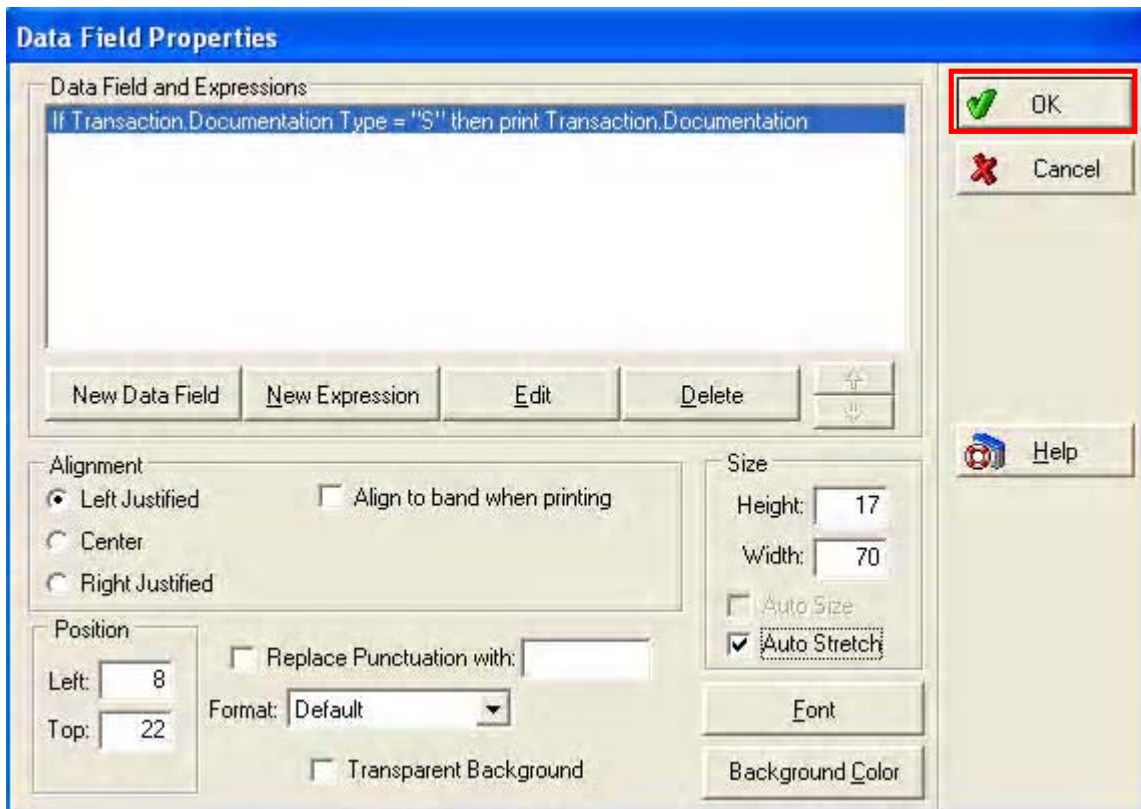 Data Field Properties
Data Field and Expressions
If Transaction.Documentation Type = "S" then print Transaction.Documentation
New Data Field
New Expression
Edit
Delete
OK
Cancel
Help
Alignment
Left Justified
Align to band when printing
Center
Right Justified
Size
Height: 17
Width: 70
Auto Size
Auto Stretch
Position
Left: 8
Top: 22
Replace Punctuation with:
Format: Default
Transparent Background
Font
Background Color